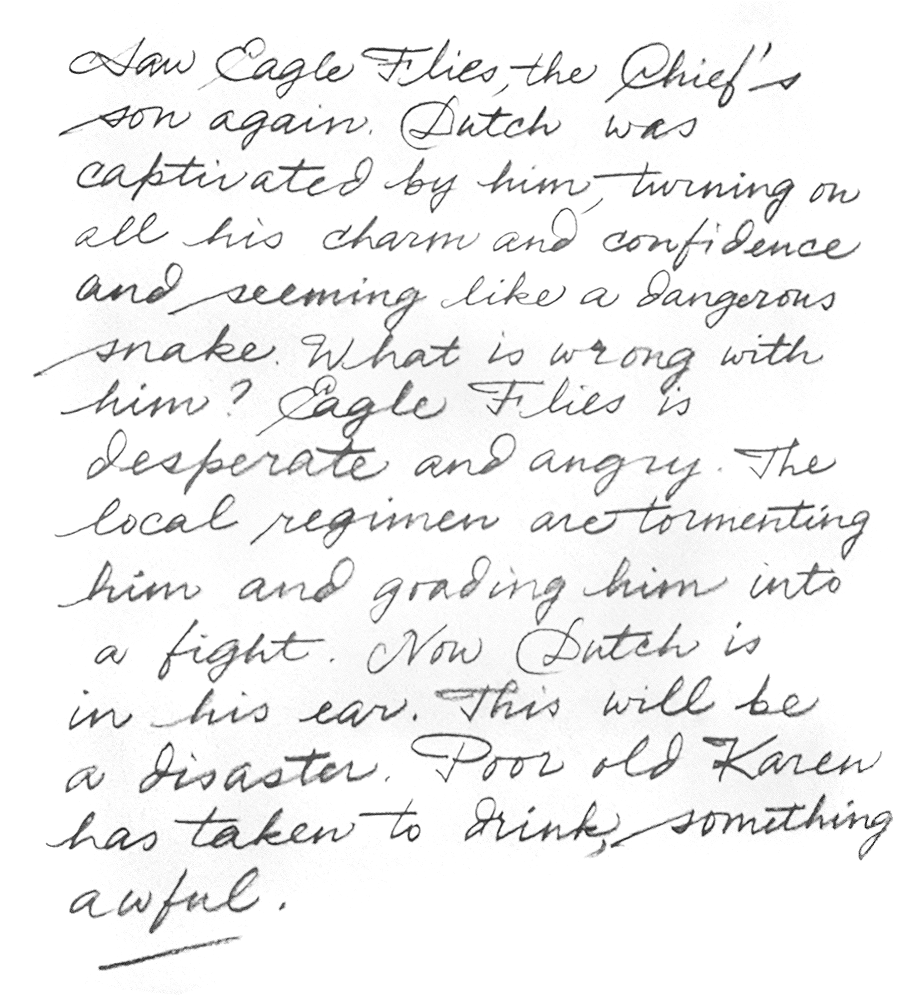 Saw Eagle Flies, the Chief's
son again. Dutch was
captivated by him, turning on
all his charm and confidence
and seeming like a dangerous
snake. What is wrong with
him? Eagle Flies is
desperate and angry. The
local regimen are tormenting
him and goading him into
a fight. Now Dutch is
in his ear. This will be
a disaster. Poor old Karen
has taken to drink, something
awful.